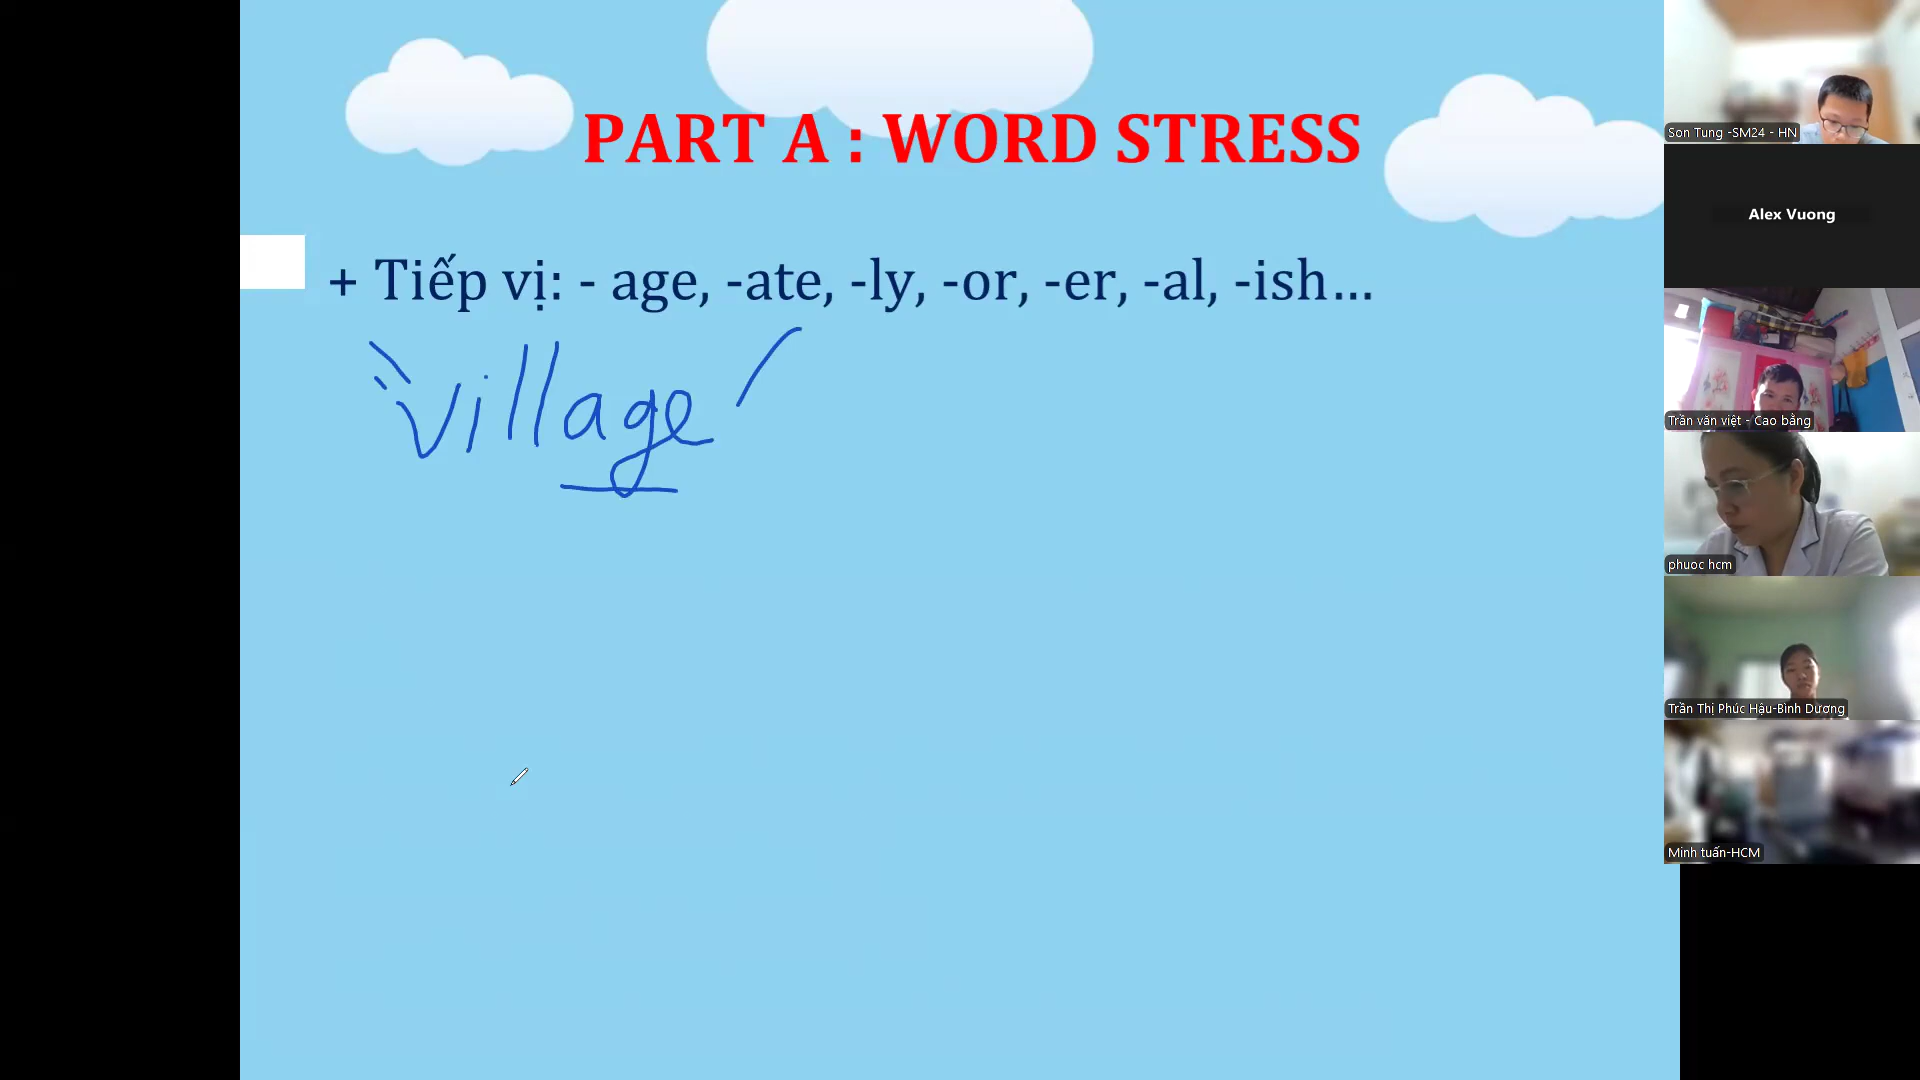 PART A : WORD STRESS
+ Tiếp vị: - age, -ate, -ly, -or, -er, -al, -ish...
village
Son Tung -SM24 - HN
Alex Vuong
Trần văn việt - Cao bằng
phuoc hcm
Trần Thị Phúc Hậu-Bình Dương
Minh tuấn-HCM